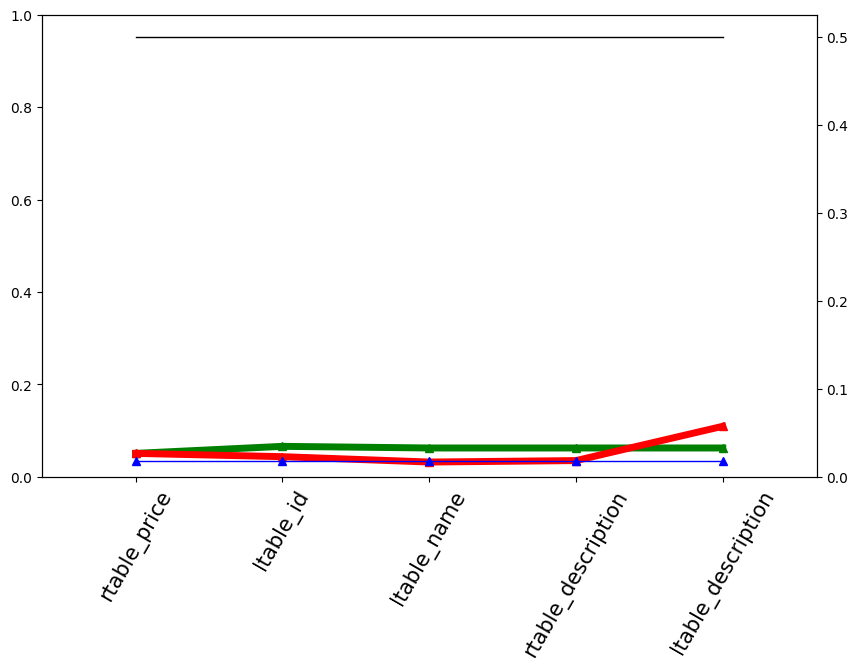 1.0
0.8
0.6
0.4
0.2
0.0
0.5
0.4
0.3
0.2
0.1
0.0
rtable_price
ltable_id
ltable_name
rtable_description
ltable_description